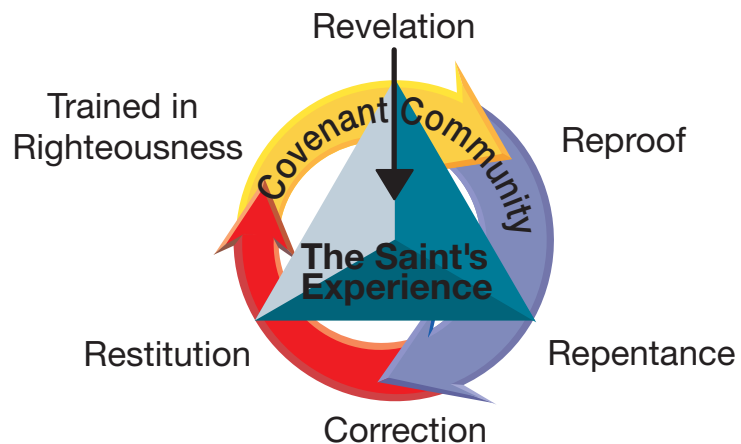 Revelation
Trained in
Righteousness
Covenant Community
Reproof
The Saint's
Experience
Restitution
Repentance
Correction